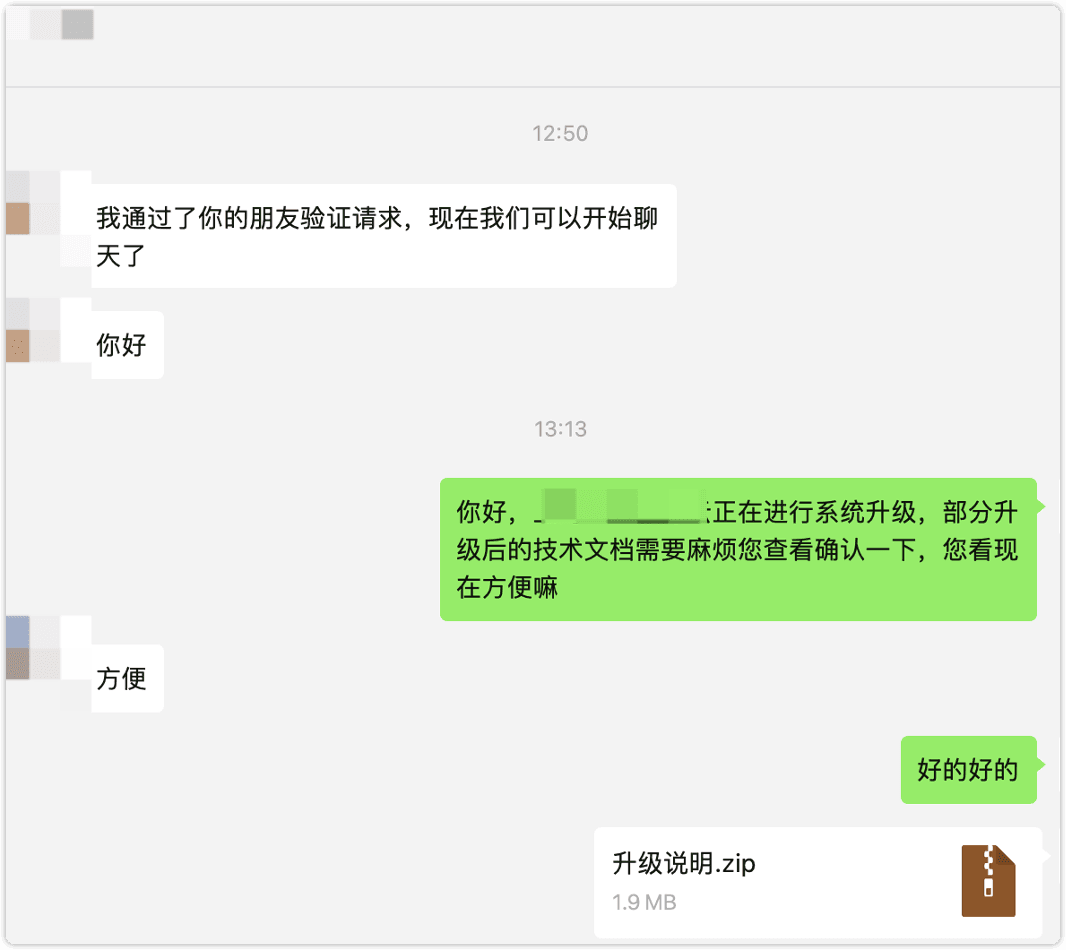 12:50
我通过了你的朋友验证请求，现在我们可以开始聊
天了
你好
13:13
你好，正在进行系统升级，部分升
级后的技术文档需要麻烦您查看确认一下，您看现
在方便嘛
方便
好的好的
升级说明.zip
1.9 MB